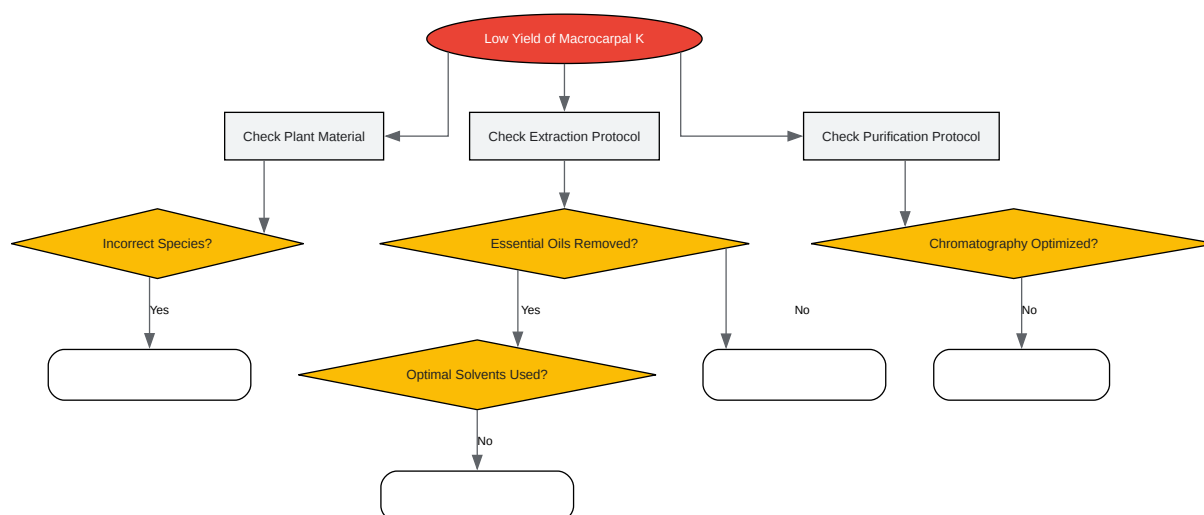 Low Yield of Macrocarpal K
Check Plant Material
Check Extraction Protocol
Check Purification Protocol
Incorrect Species?
Essential Oils Removed?
Chromatography Optimized?
Yes
Yes
No
No
Optimal Solvents Used?
No